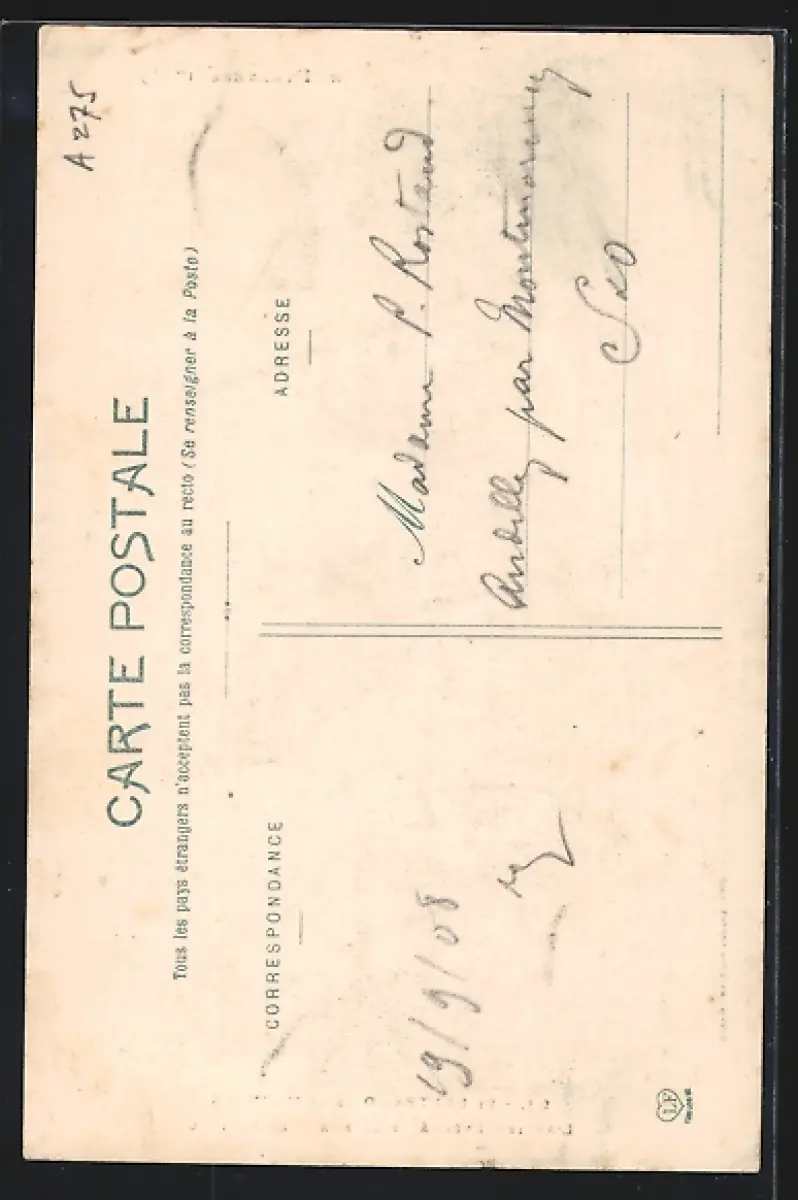 A 275
CARTE POSTALE
Tous les pays étrangers n'acceptent pas la correspondance au recto (Se renseigner à la Poste)
CORRESPONDANCE
19/9/08
ADRESSE
Madame P. Rostand
Andilly par Montmorency
S&O
LF